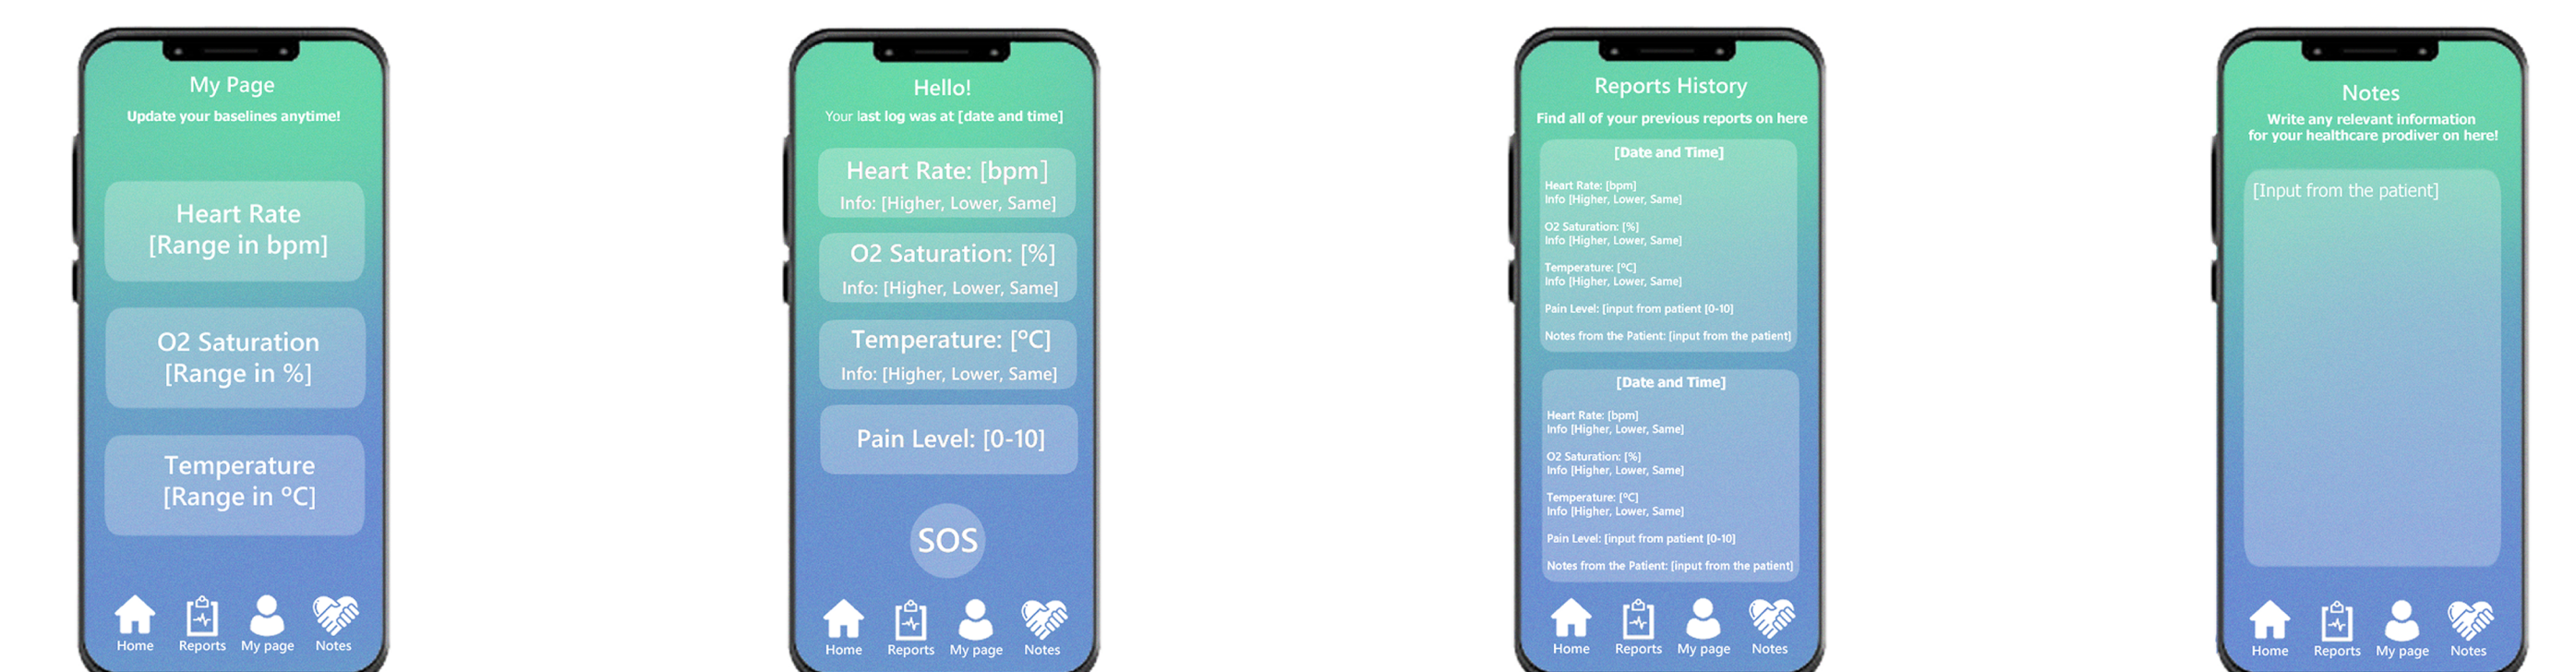 My Page
Update your baselines anytime!
Heart Rate
[Range in bpm]
O2 Saturation
[Range in %]
Temperature
[Range in ºC]
Home
Reports
My page
Notes
Hello!
Your last log was at [date and time]
Heart Rate: [bpm]
Info: [Higher, Lower, Same]
O2 Saturation: [%]
Info: [Higher, Lower, Same]
Temperature: [ºC]
Info: [Higher, Lower, Same]
Pain Level: [0-10]
SOS
Home
Reports
My page
Notes
Reports History
Find all of your previous reports on here
[Date and Time]
Heart Rate: [bpm]
Info [Higher, Lower, Same]
O2 Saturation: [%]
Info [Higher, Lower, Same]
Temperature: [ºC]
Info [Higher, Lower, Same]
Pain Level: [input from patient [0-10]
Notes from the Patient: [input from the patient]
[Date and Time]
Heart Rate: [bpm]
Info [Higher, Lower, Same]
O2 Saturation: [%]
Info [Higher, Lower, Same]
Temperature: [ºC]
Info [Higher, Lower, Same]
Pain Level: [input from patient [0-10]
Notes from the Patient: [input from the patient]
Home
Reports
My page
Notes
Notes
Write any relevant information
for your healthcare prodiver on here!
[Input from the patient]
Home
Reports
My page
Notes